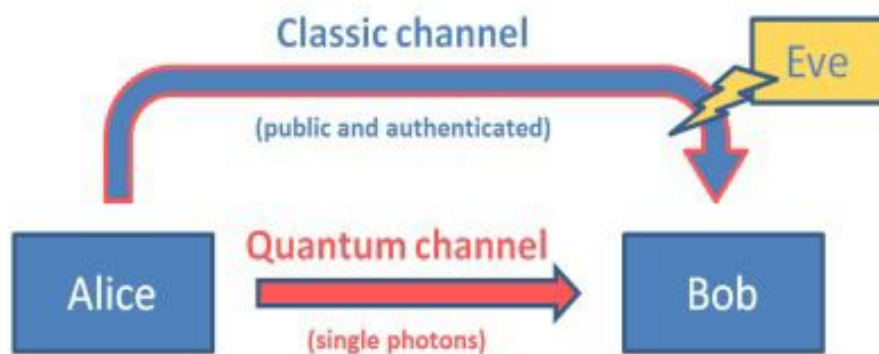 Classic channel
Eve
(public and authenticated)
Quantum channel
Alice
Bob
(single photons)